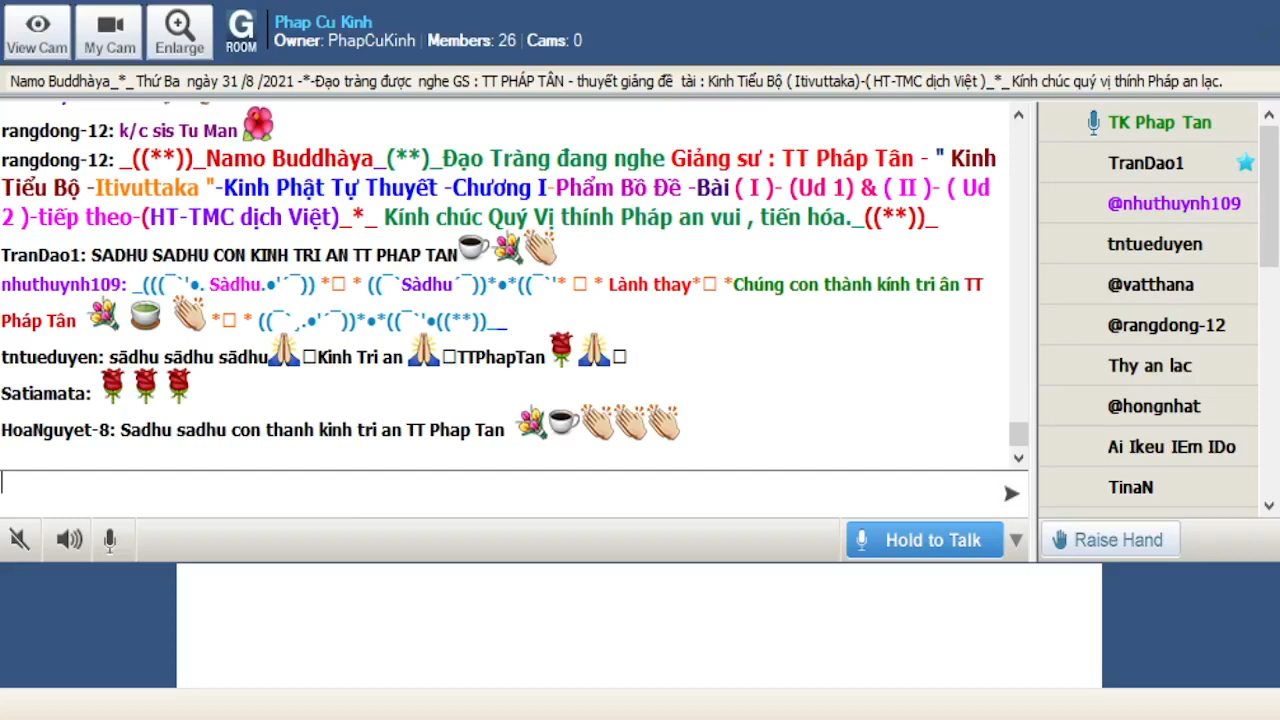 View Cam
My Cam
Enlarge
G
ROOM
Phap Cu Kinh
Owner: PhapCuKinh | Members: 26 | Cams: 0
Namo Buddhàya_*_ Thứ Ba ngày 31 /8 /2021 -*-Đạo tràng được nghe GS : TT PHÁP TÂN - thuyết giảng đề tài : Kinh Tiểu Bộ ( Itivuttaka)-( HT-TMC dịch Việt )_*_ Kính chúc quý vị thính Pháp an lạc.
rangdong-12: k/c sis Tu Man
rangdong-12: _((**))_Namo Buddhàya_(**)_Đạo Tràng đang nghe Giảng sư : TT Pháp Tân - " Kinh
Tiểu Bộ -Itivuttaka "-Kinh Phật Tự Thuyết -Chương I-Phẩm Bồ Đề -Bài ( I )- (Ud 1) & ( II )- ( Ud
2 )-tiếp theo-(HT-TMC dịch Việt)_*_ Kính chúc Quý Vị thính Pháp an vui , tiến hóa._((**))_
TranDao1: SADHU SADHU CON KINH TRI AN TT PHAP TAN
nhuthuynh109: _(((¯`'•. Sàdhu.•'´¯)) *□ * ((¯`Sàdhu´¯))*•*((¯`'* □ * Lành thay*□ *Chúng con thành kính tri ân TT
Pháp Tân *□ * ((¯`¸.•'´¯))*•*((¯`'•((**))__
tntueduyen: sādhu sādhu sādhu□Kinh Tri an □TTPhapTan □
Satiamata:
HoaNguyet-8: Sadhu sadhu con thanh kinh tri an TT Phap Tan
Hold to Talk
TK Phap Tan
TranDao1
@nhuthuynh109
tntueduyen
@vatthana
@rangdong-12
Thy an lac
@hongnhat
Ai Ikeu IEm IDo
TinaN
Raise Hand